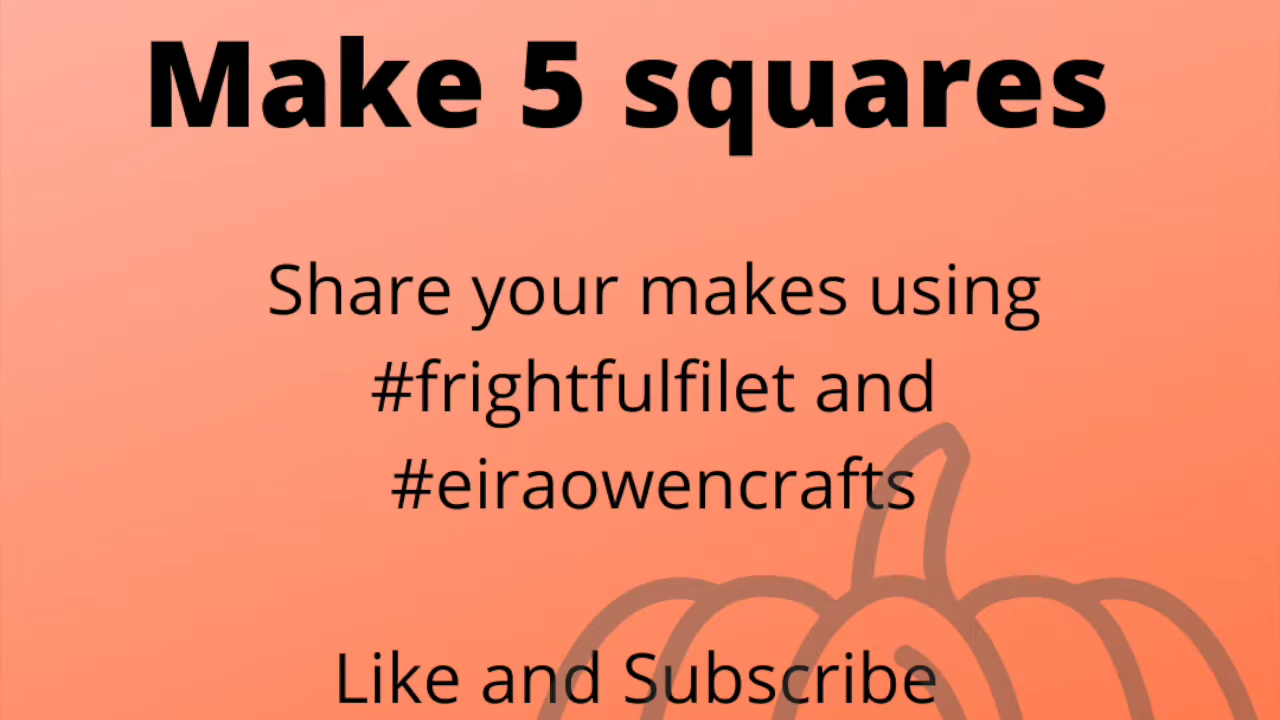 Make 5 squares
Share your makes using
#frightfulfilet and
#eiraowencrafts
Like and Subscribe